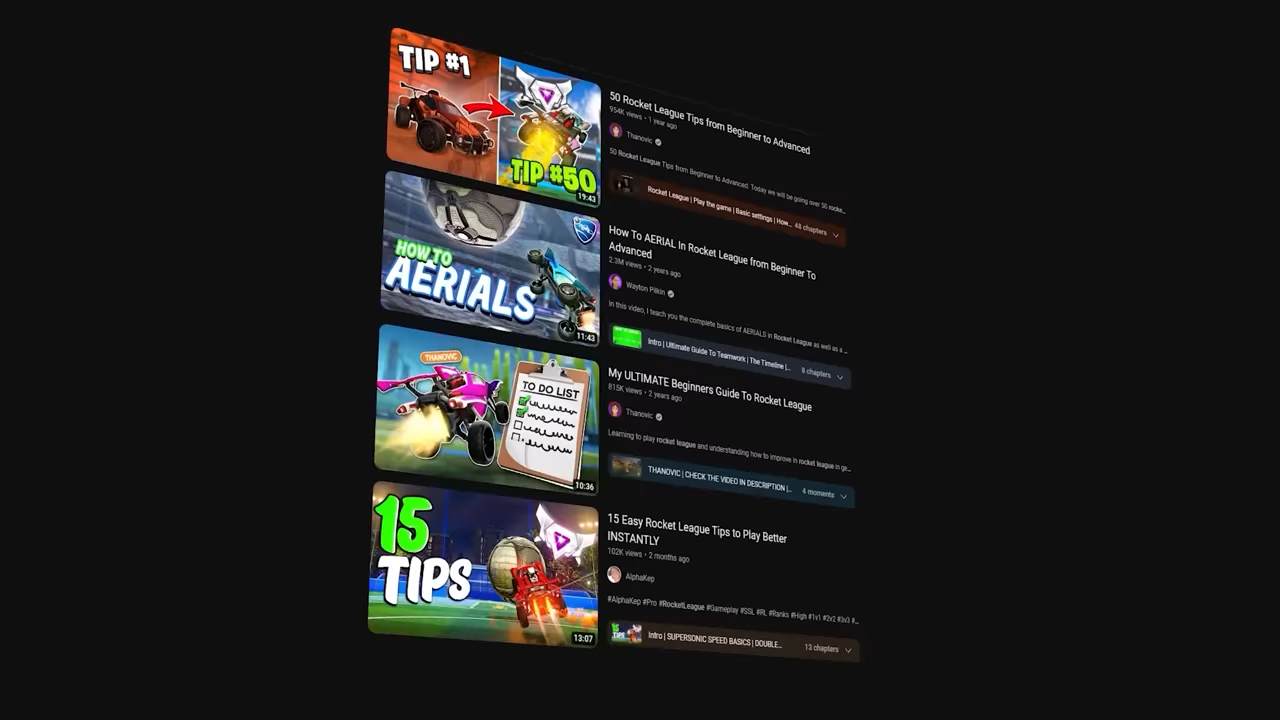 TIP #1
TIP #50
19:43
50 Rocket League Tips from Beginner to Advanced
954K views • 1 year ago
Thanovic
50 Rocket League Tips from Beginner to Advanced. Today we will be going over 50 rocke...
Rocket League | Play the game | Basic settings | How... 48 chapters
HOW TO
AERIALS
11:43
How To AERIAL In Rocket League from Beginner To
Advanced
2.3M views • 2 years ago
Wayton Pilkin
In this video, I teach you the complete basics of AERIALS in Rocket League as well as a ...
Intro | Ultimate Guide To Teamwork | The Timeline |... 8 chapters
THANOVIC
TO DO LIST
10:36
My ULTIMATE Beginners Guide To Rocket League
815K views • 2 years ago
Thanovic
Learning to play rocket league and understanding how to improve in rocket league in ge...
THANOVIC | CHECK THE VIDEO IN DESCRIPTION |... 4 moments
15
TIPS
13:07
15 Easy Rocket League Tips to Play Better
INSTANTLY
102K views • 2 months ago
AlphaKep
#AlphaKep #Pro #RocketLeague #Gameplay #SSL #RL #Ranks #High #1v1 #2v2 #3v3 #...
15
TIPS
Intro | SUPERSONIC SPEED BASICS | DOUBLE... 13 chapters